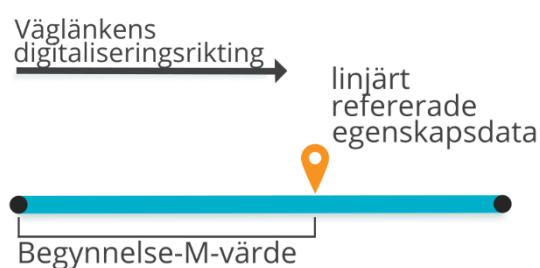 Väglänkens
digitaliseringsrikting
linjärt
refererade
egenskapsdata
Begynnelse-M-värde